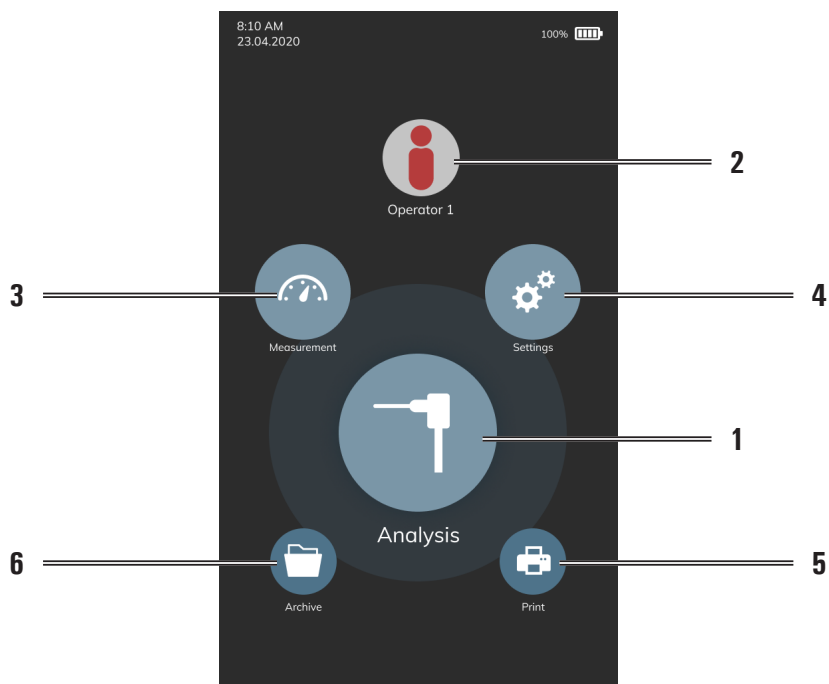 8:10 AM
23.04.2020
100%
2
Operator 1
3
4
Measurement
Settings
1
Analysis
6
5
Archive
Print